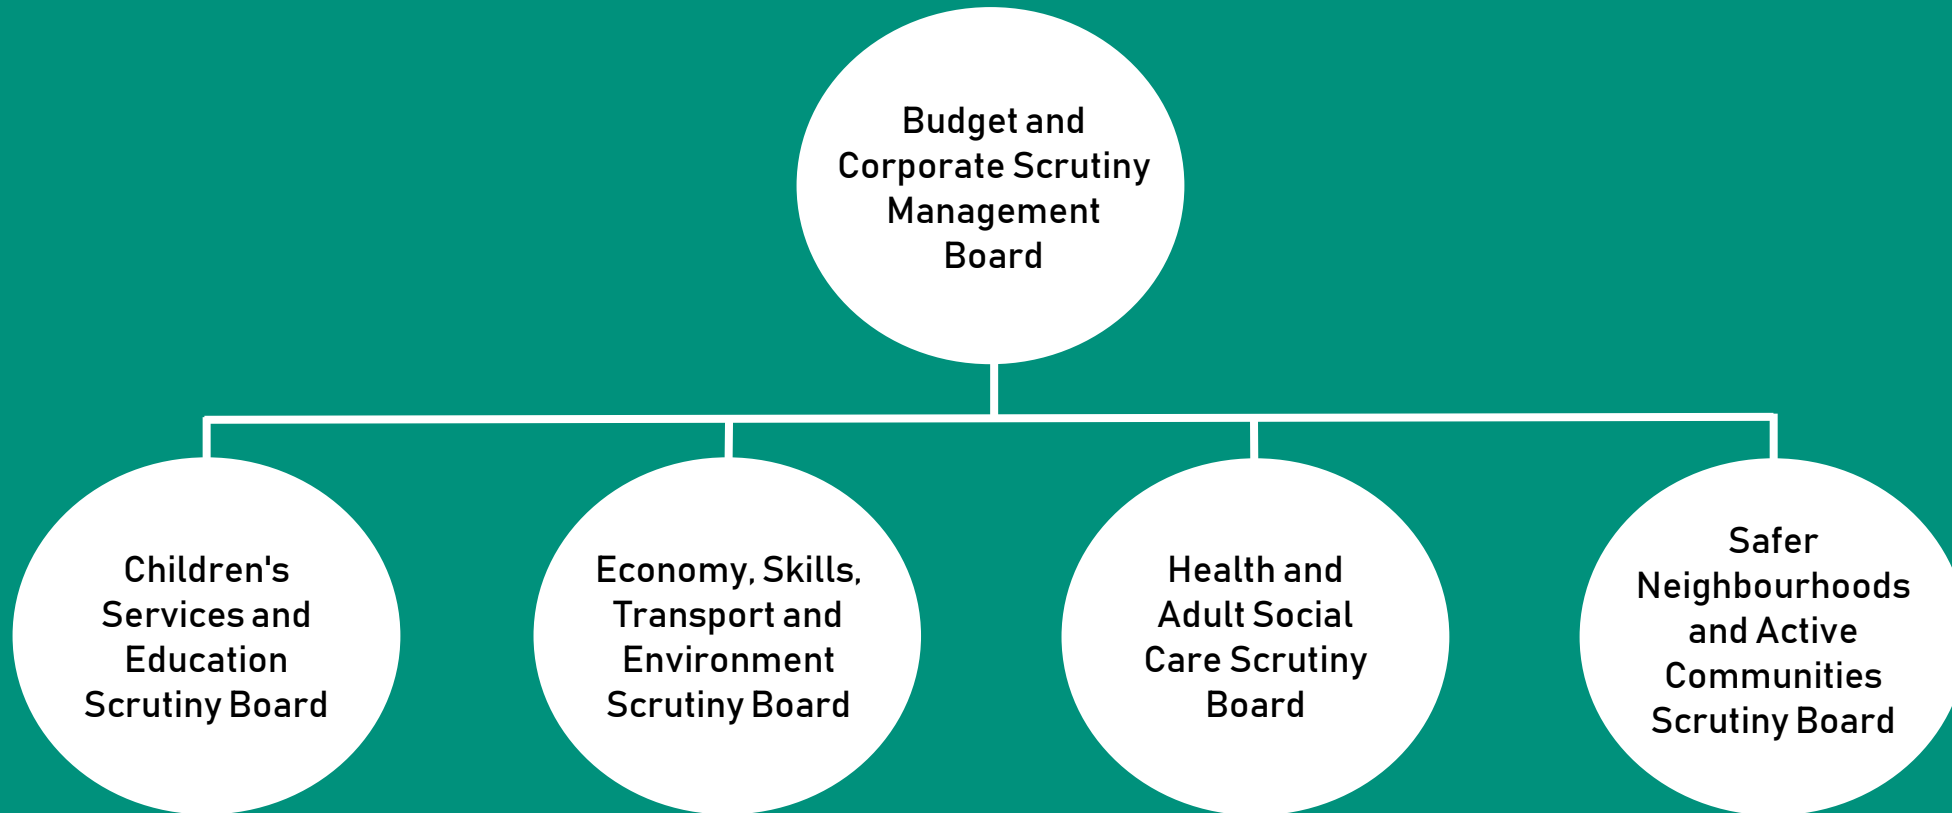 Budget and
Corporate Scrutiny
Management
Board
Children's
Services and
Education
Scrutiny Board
Economy, Skills,
Transport and
Environment
Scrutiny Board
Health and
Adult Social
Care Scrutiny
Board
Safer
Neighbourhoods
and Active
Communities
Scrutiny Board